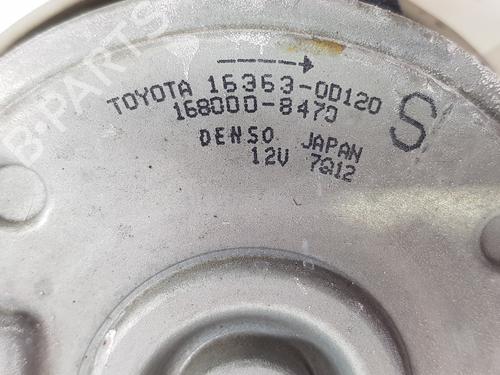 TOYOTA 16363-0D120
168000-8470
S
DENSO JAPAN
12V 7Q12
B-PARTS